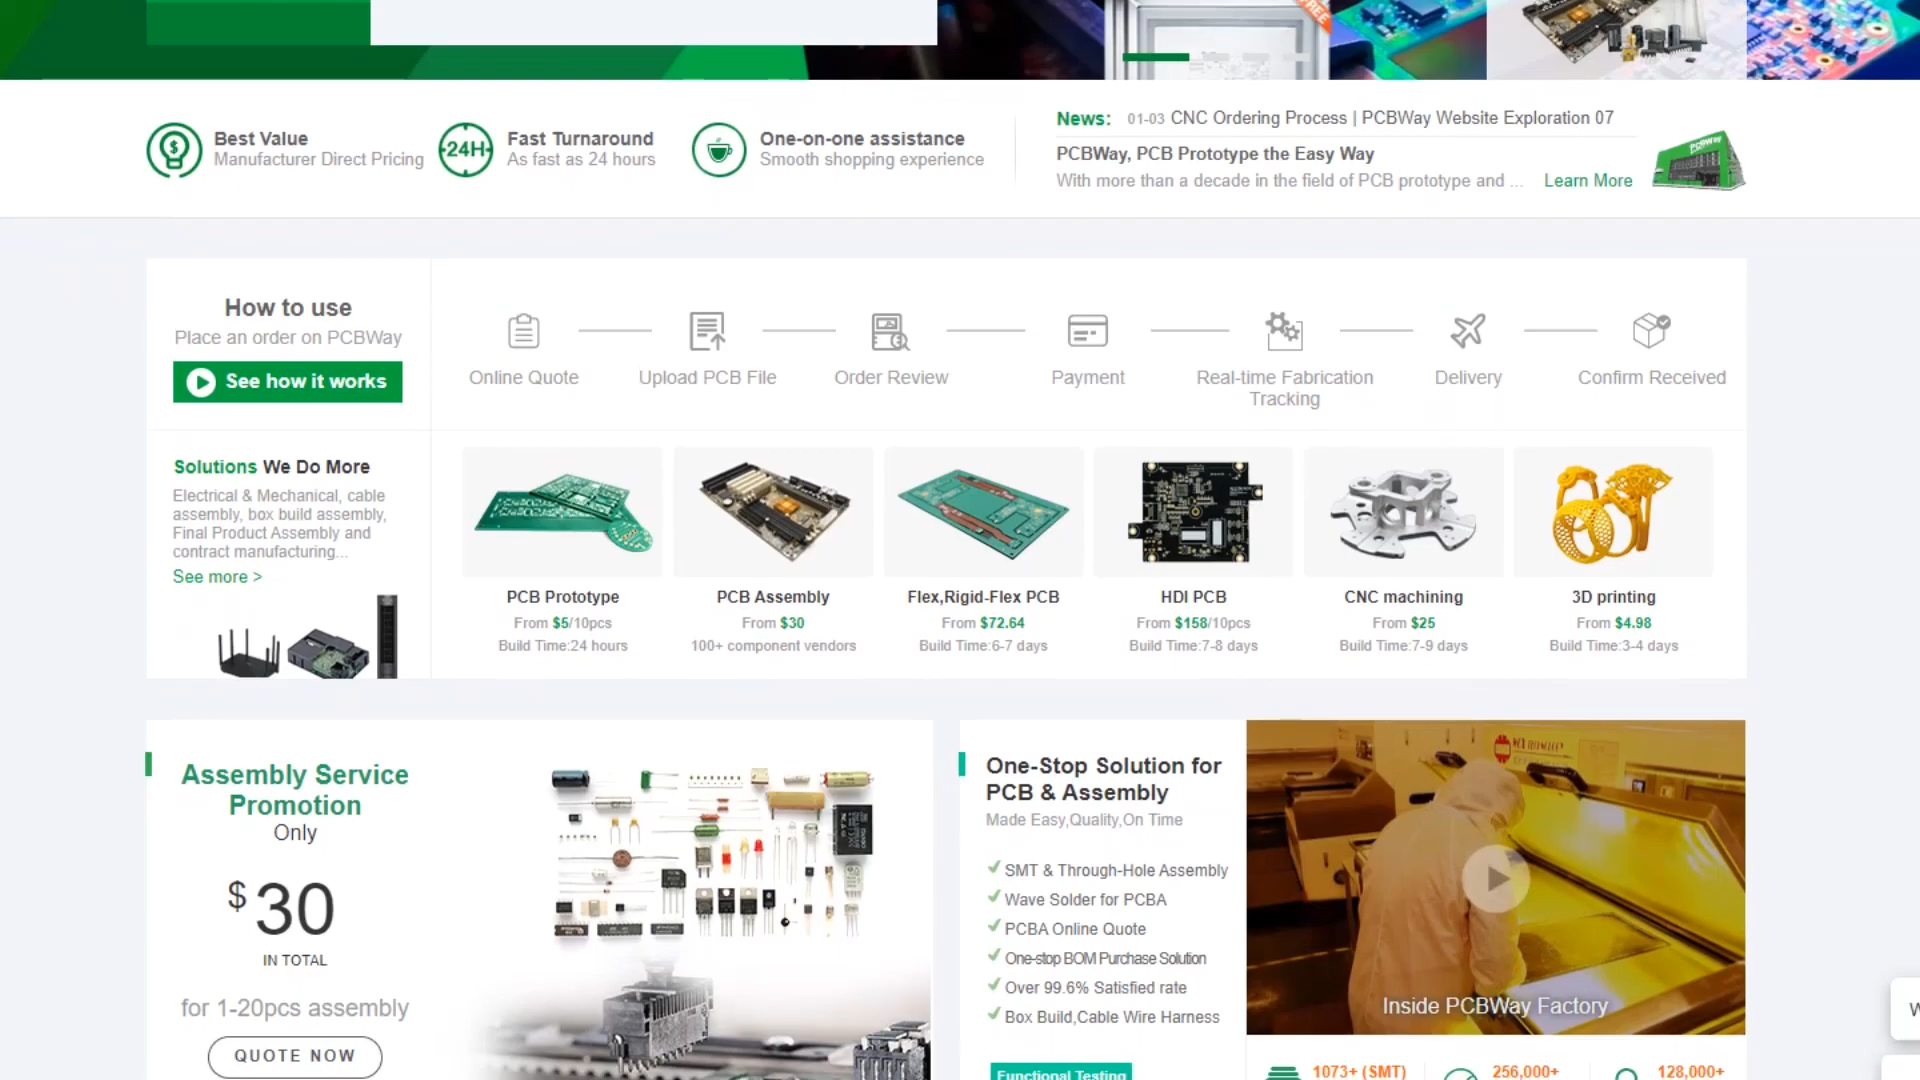 FREE
Best Value
Manufacturer Direct Pricing
24H
Fast Turnaround
As fast as 24 hours
One-on-one assistance
Smooth shopping experience
News: 01-03 CNC Ordering Process | PCBWay Website Exploration 07
PCBWay, PCB Prototype the Easy Way
With more than a decade in the field of PCB prototype and ... Learn More
PCBWay
How to use
Place an order on PCBWay
See how it works
Online Quote
Upload PCB File
Order Review
Payment
Real-time Fabrication
Tracking
Delivery
Confirm Received
Solutions We Do More
Electrical & Mechanical, cable
assembly, box build assembly,
Final Product Assembly and
contract manufacturing...
See more >
PCB Prototype
From $5/10pcs
Build Time:24 hours
PCB Assembly
From $30
100+ component vendors
Flex,Rigid-Flex PCB
From $72.64
Build Time:6-7 days
HDI PCB
From $158/10pcs
Build Time:7-8 days
CNC machining
From $25
Build Time:7-9 days
3D printing
From $4.98
Build Time:3-4 days
Assembly Service
Promotion
Only
$30
IN TOTAL
for 1-20pcs assembly
QUOTE NOW
One-Stop Solution for
PCB & Assembly
Made Easy,Quality,On Time
SMT & Through-Hole Assembly
Wave Solder for PCBA
PCBA Online Quote
One-stop BOM Purchase Solution
Over 99.6% Satisfied rate
Box Build,Cable Wire Harness
Functional Testing
Inside PCBWay Factory
1073+ (SMT)
256,000+
128,000+